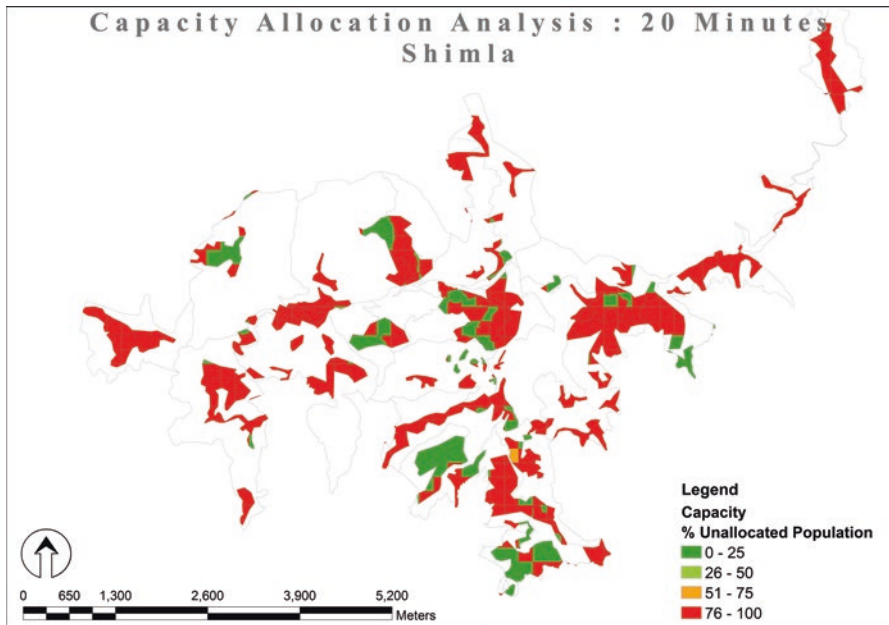 Capacity Allocation Analysis : 20 Minutes
Shimla
Legend
Capacity
% Unallocated Population
0 - 25
26 - 50
51 - 75
76 - 100
0 650 1,300 2,600 3,900 5,200
Meters